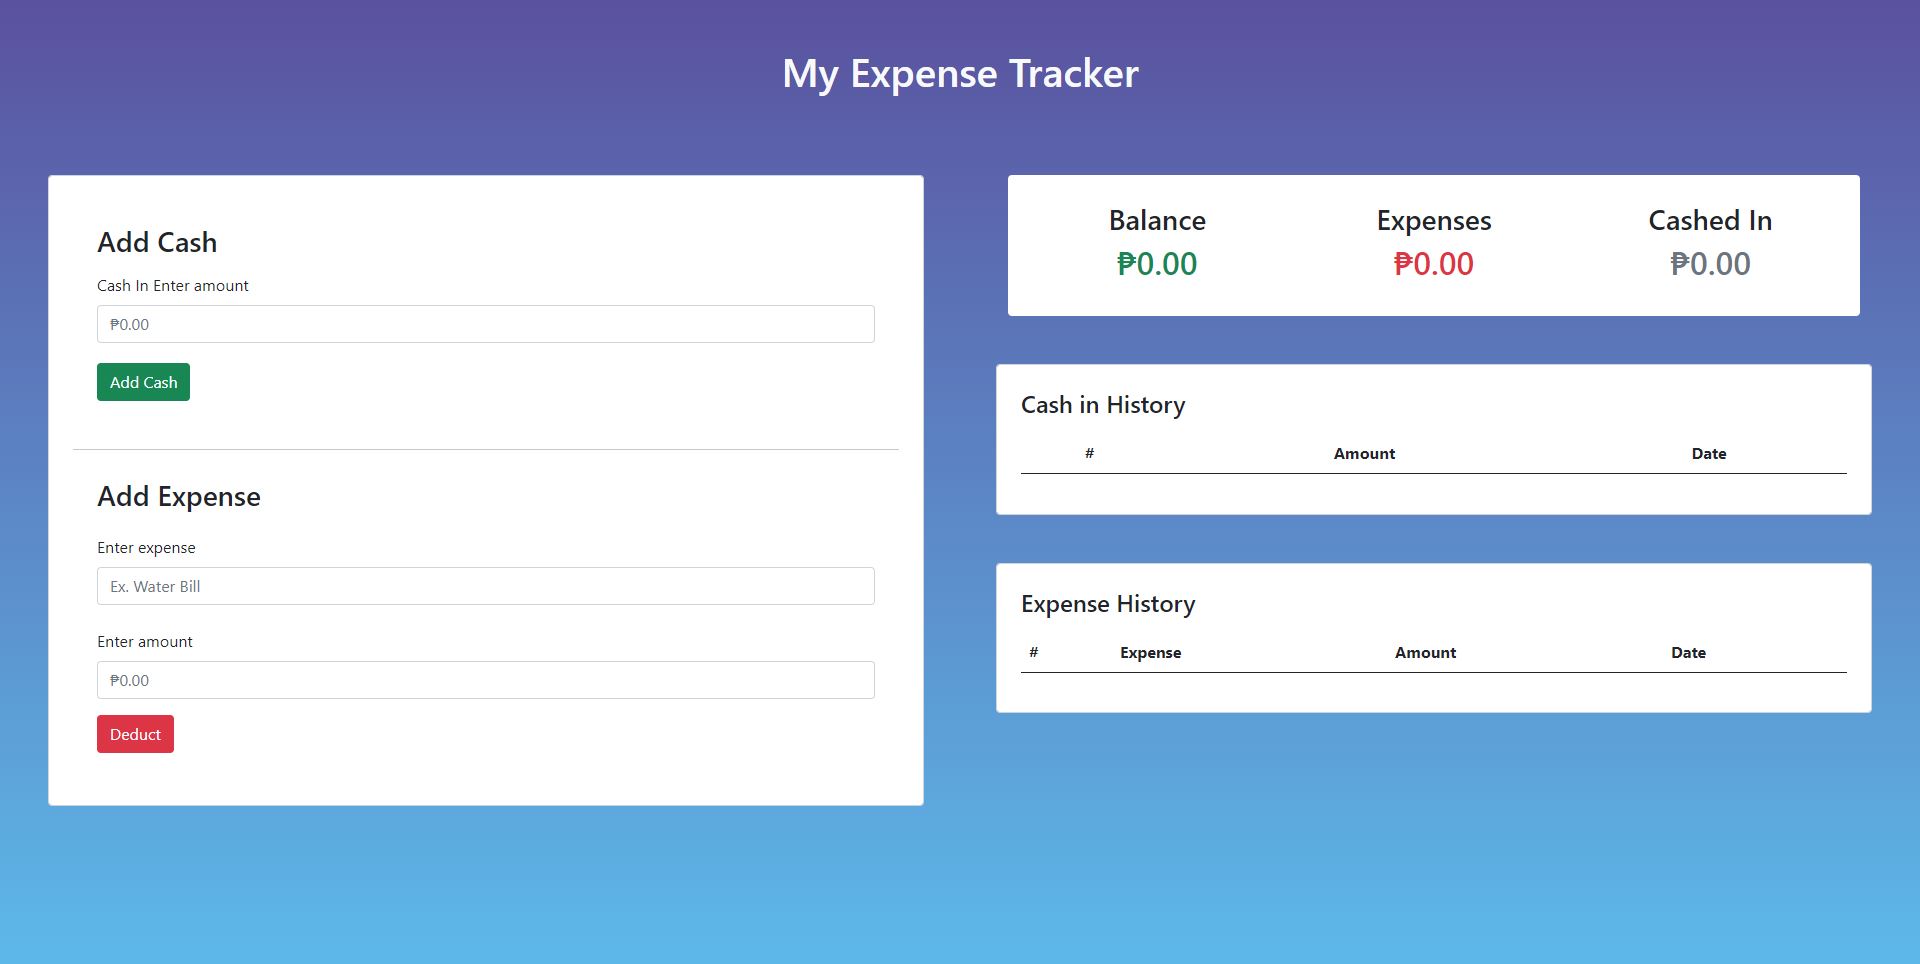 My Expense Tracker
Add Cash
Cash In Enter amount
₱0.00
Add Cash
Add Expense
Enter expense
Ex. Water Bill
Enter amount
₱0.00
Deduct
Balance Expenses Cashed In
₱0.00 ₱0.00 ₱0.00
Cash in History
# Amount Date
Expense History
# Expense Amount Date